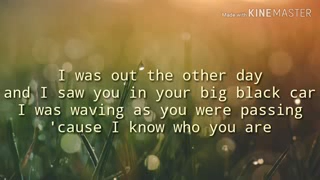 Made with KINEMASTER
I was out the other day
and I saw you in your big black car
I was waving as you were passing
'cause I know who you are